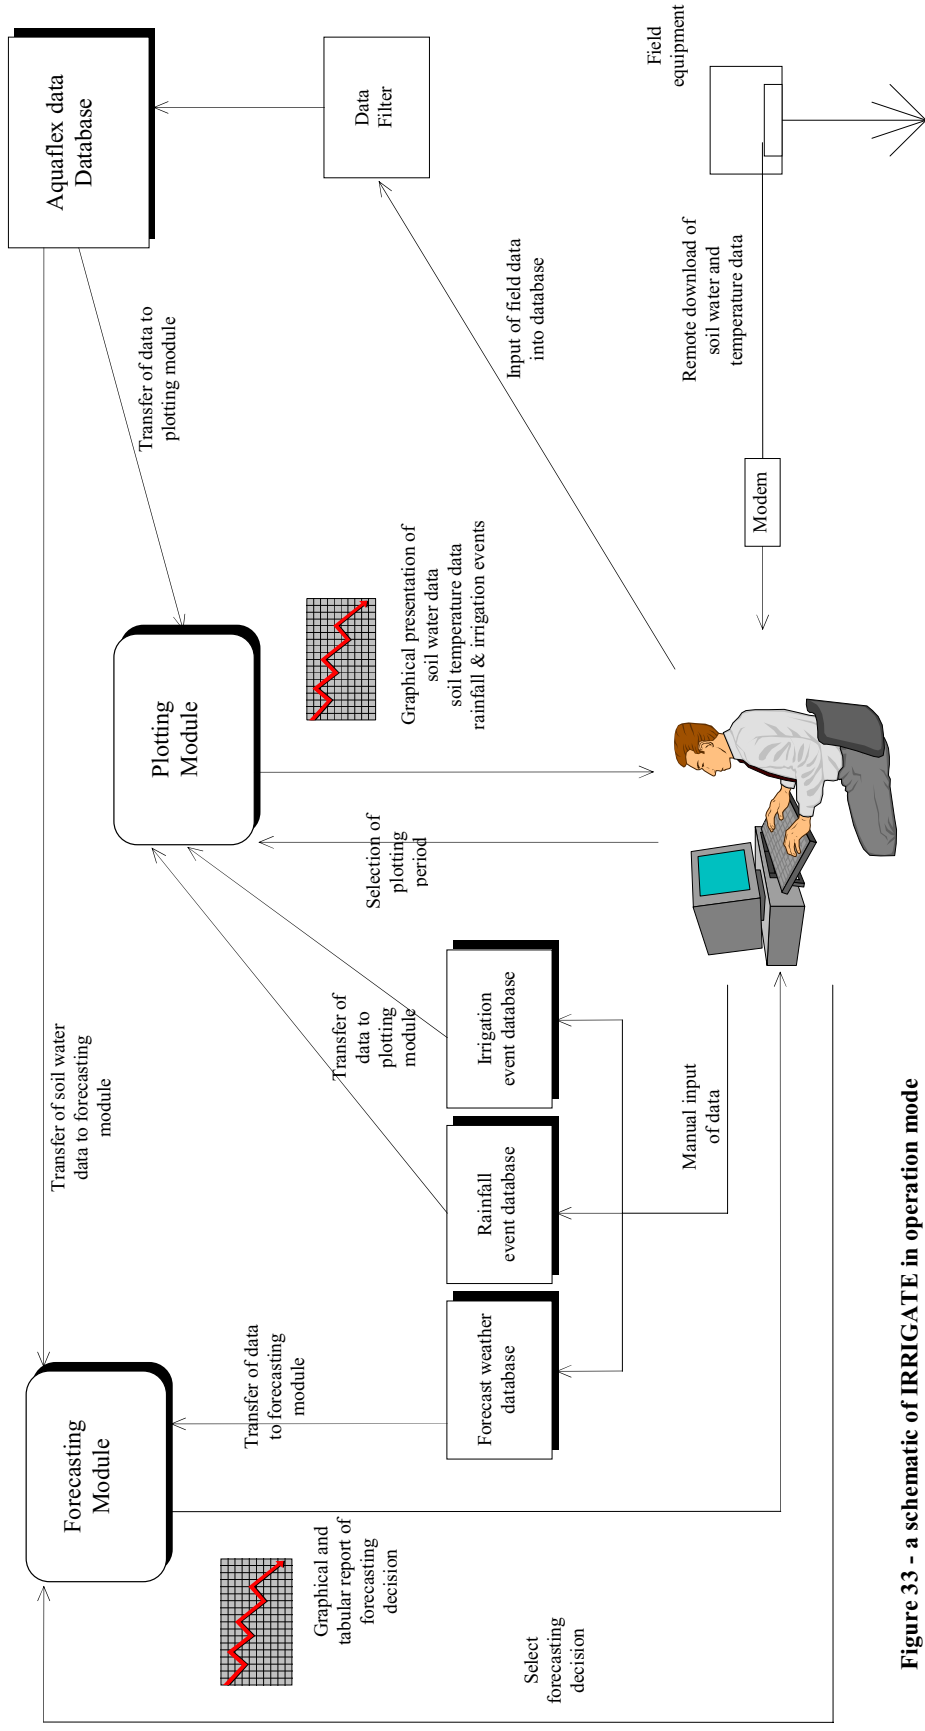 Forecasting
Module
Transfer of soil water
data to forecasting
module
Aquaflex data
Database
Transfer of data to
plotting module
Plotting
Module
Graphical and
tabular report of
forecasting
decision
Transfer of data
to forecasting
module
Graphical presentation of
soil water data
soil temperature data
rainfall & irrigation events
Data
Filter
Transfer of
data to
plotting
module
Selection of
plotting
period
Forecast weather
database
Rainfall
event database
Irrigation
event database
Input of field data
into database
Select
forecasting
decision
Manual input
of data
Field
equipment
Remote download of
soil water and
temperature data
Modem
Figure 33 - a schematic of IRRIGATE in operation mode